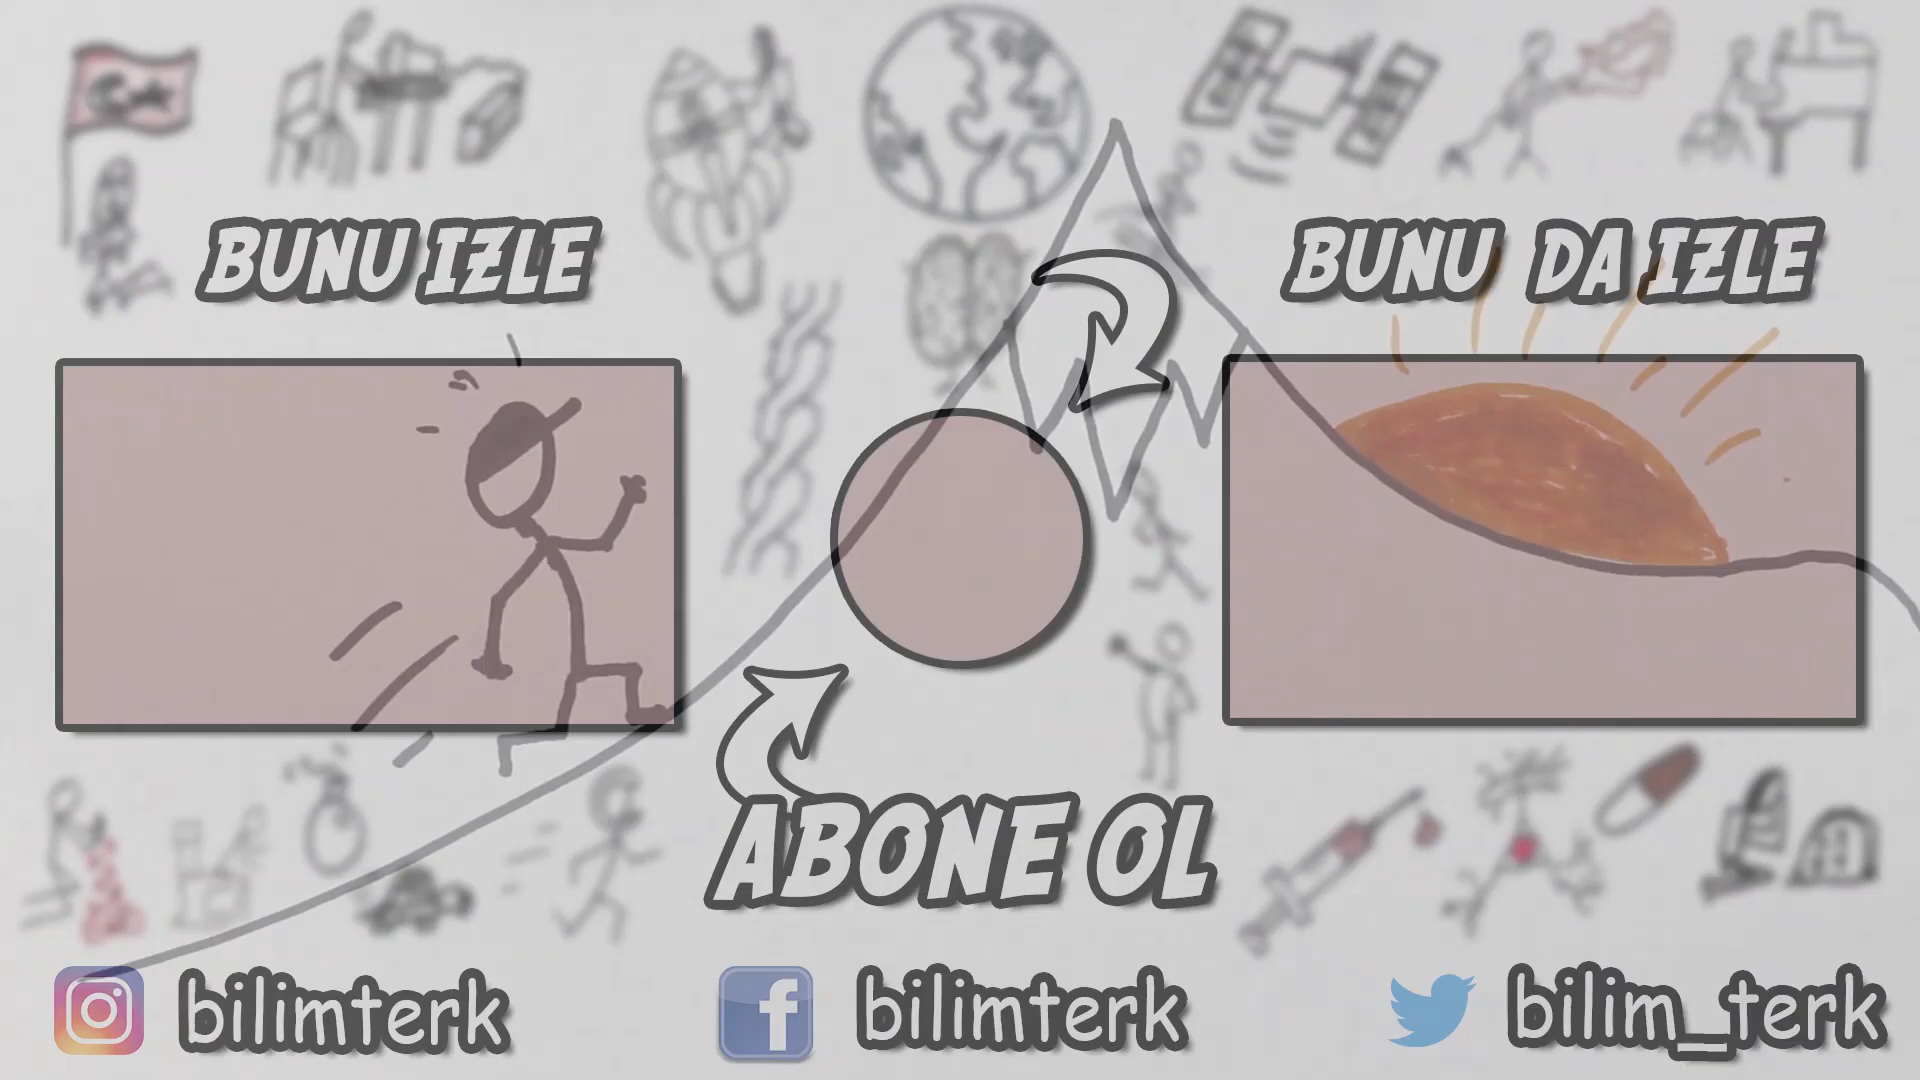 BUNU IZLE
BUNU DA IZLE
ABONE OL
bilimterk
bilimterk
bilim_terk